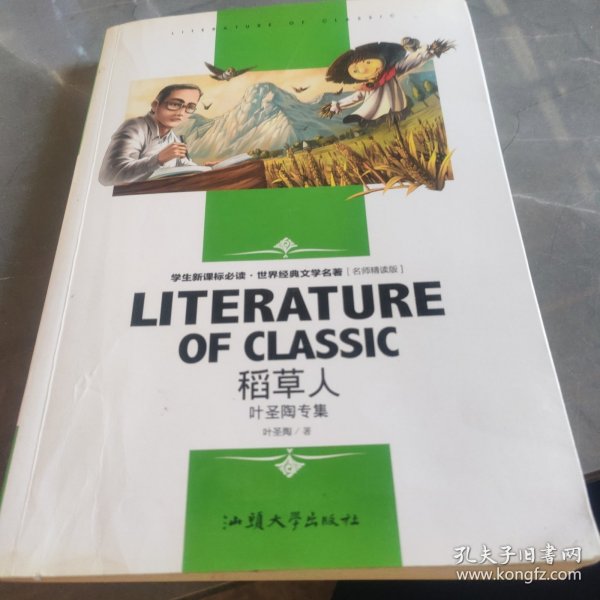 LITERATURE OF CLASSIC
学生新课标必读·世界经典文学名著［名师精读版］
LITERATURE
OF CLASSIC
稻草人
叶圣陶专集
叶圣陶／著
汕頭大學出版社
孔夫子旧书网
www.kongfz.com